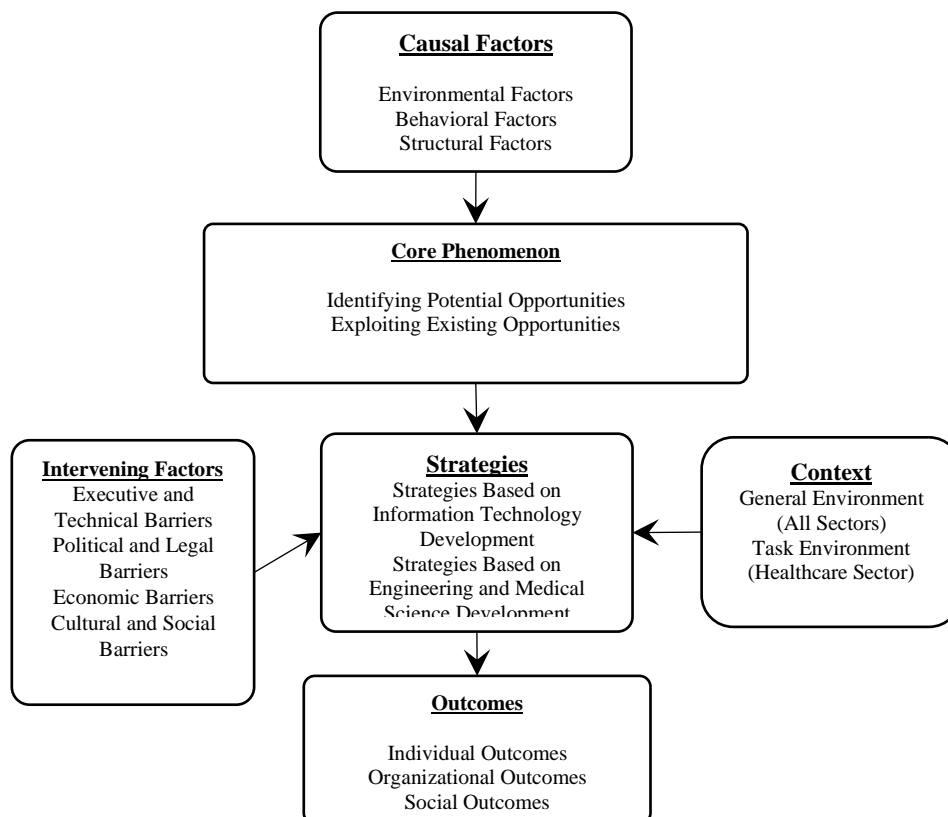 Causal Factors
Environmental Factors
Behavioral Factors
Structural Factors
Core Phenomenon
Identifying Potential Opportunities
Exploiting Existing Opportunities
Intervening Factors
Executive and
Technical Barriers
Political and Legal
Barriers
Economic Barriers
Cultural and Social
Barriers
Strategies
Strategies Based on
Information Technology
Development
Strategies Based on
Engineering and Medical
Science Development
Context
General Environment
(All Sectors)
Task Environment
(Healthcare Sector)
Outcomes
Individual Outcomes
Organizational Outcomes
Social Outcomes